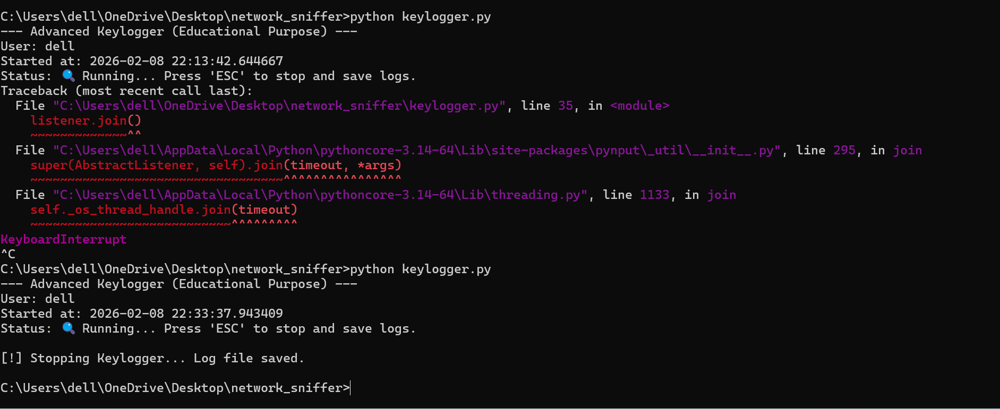 C:\Users\dell\OneDrive\Desktop\network_sniffer>python keylogger.py
--- Advanced Keylogger (Educational Purpose) ---
User: dell
Started at: 2026-02-08 22:13:42.644667
Status: 🔍 Running... Press 'ESC' to stop and save logs.
Traceback (most recent call last):
  File "C:\Users\dell\OneDrive\Desktop\network_sniffer\keylogger.py", line 35, in <module>
    listener.join()
    ~~~~~~~~~~~~~^^
  File "C:\Users\dell\AppData\Local\Python\pythoncore-3.14-64\Lib\site-packages\pynput\_util\__init__.py", line 295, in join
    super(AbstractListener, self).join(timeout, *args)
    ~~~~~~~~~~~~~~~~~~~~~~~~~~~~~~~~~~^^^^^^^^^^^^^^^^
  File "C:\Users\dell\AppData\Local\Python\pythoncore-3.14-64\Lib\threading.py", line 1133, in join
    self._os_thread_handle.join(timeout)
    ~~~~~~~~~~~~~~~~~~~~~~~~~~~^^^^^^^^^
KeyboardInterrupt
^C
C:\Users\dell\OneDrive\Desktop\network_sniffer>python keylogger.py
--- Advanced Keylogger (Educational Purpose) ---
User: dell
Started at: 2026-02-08 22:33:37.943409
Status: 🔍 Running... Press 'ESC' to stop and save logs.
[!] Stopping Keylogger... Log file saved.
C:\Users\dell\OneDrive\Desktop\network_sniffer>